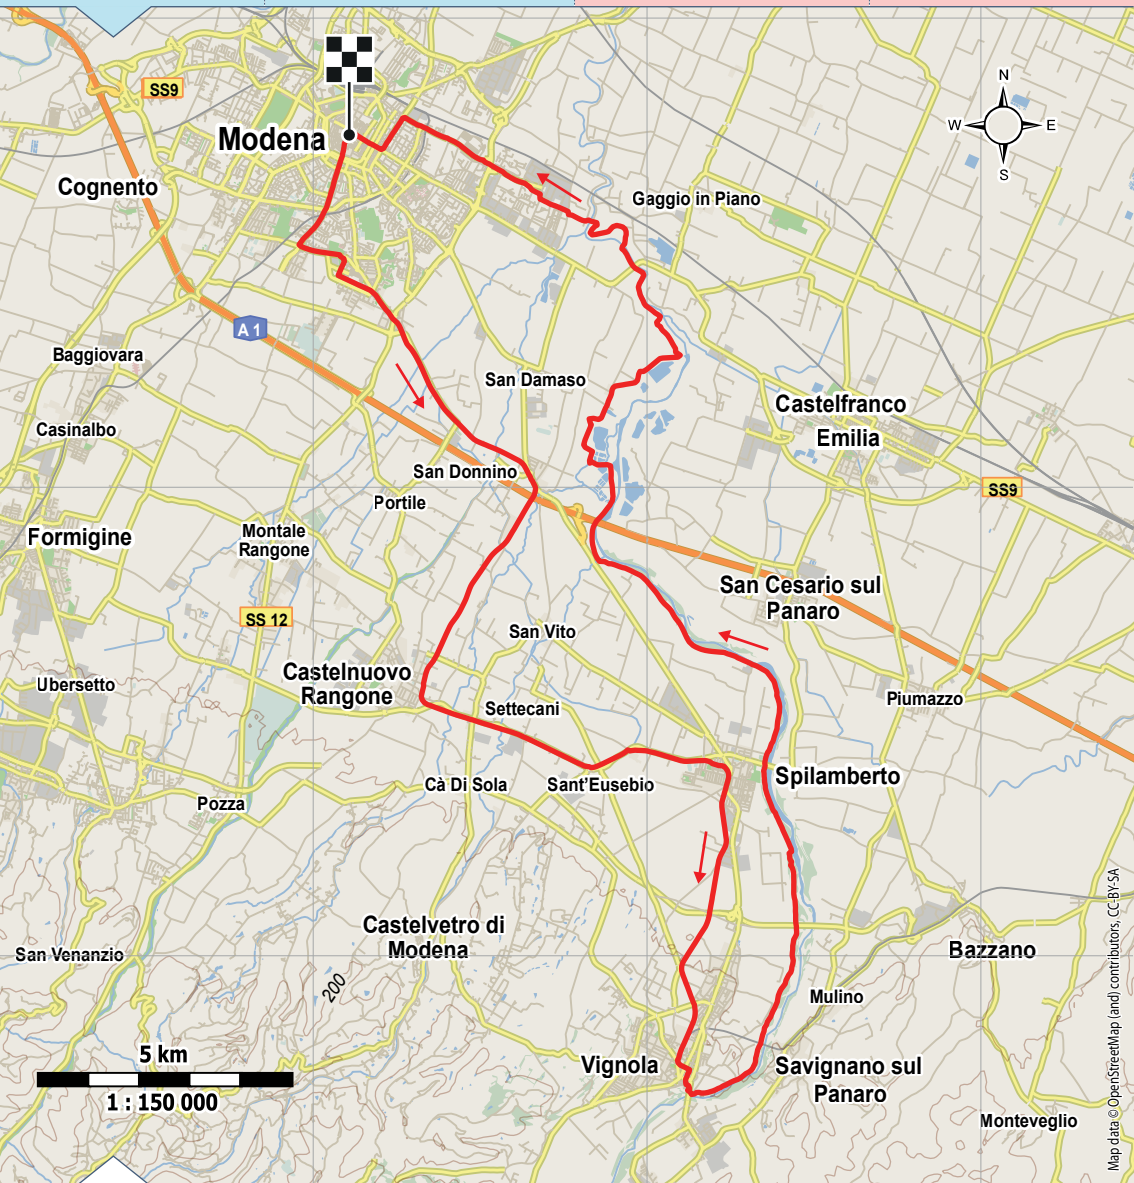 SS9
N
W
E
S
Modena
Cognento
Gaggio in Piano
A 1
Baggiovara
San Damaso
Castelfranco
Emilia
Casinalbo
San Donnino
SS9
Portile
Formigine
Montale
Rangone
San Cesario sul
Panaro
SS 12
San Vito
Castelnuovo
Rangone
Ubersetto
Settecani
Piumazzo
Cà Di Sola
Sant'Eusebio
Spilamberto
Pozza
Castelvetro di
Modena
San Venanzio
Bazzano
200
Mulino
5 km
1 : 150 000
Vignola
Savignano sul
Panaro
Monteveglio
Map data © OpenStreetMap (and) contributors, CC-BY-SA